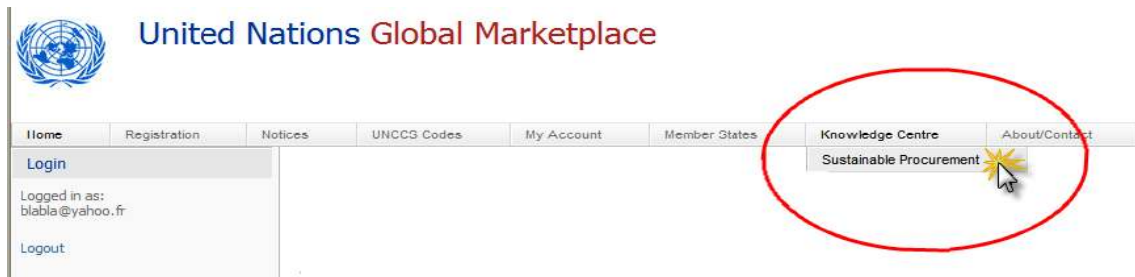 United Nations Global Marketplace
Home Registration Notices UNCCS Codes My Account Member States Knowledge Centre About/Contact
Login
Sustainable Procurement
Logged in as:
blabla@yahoo.fr
Logout